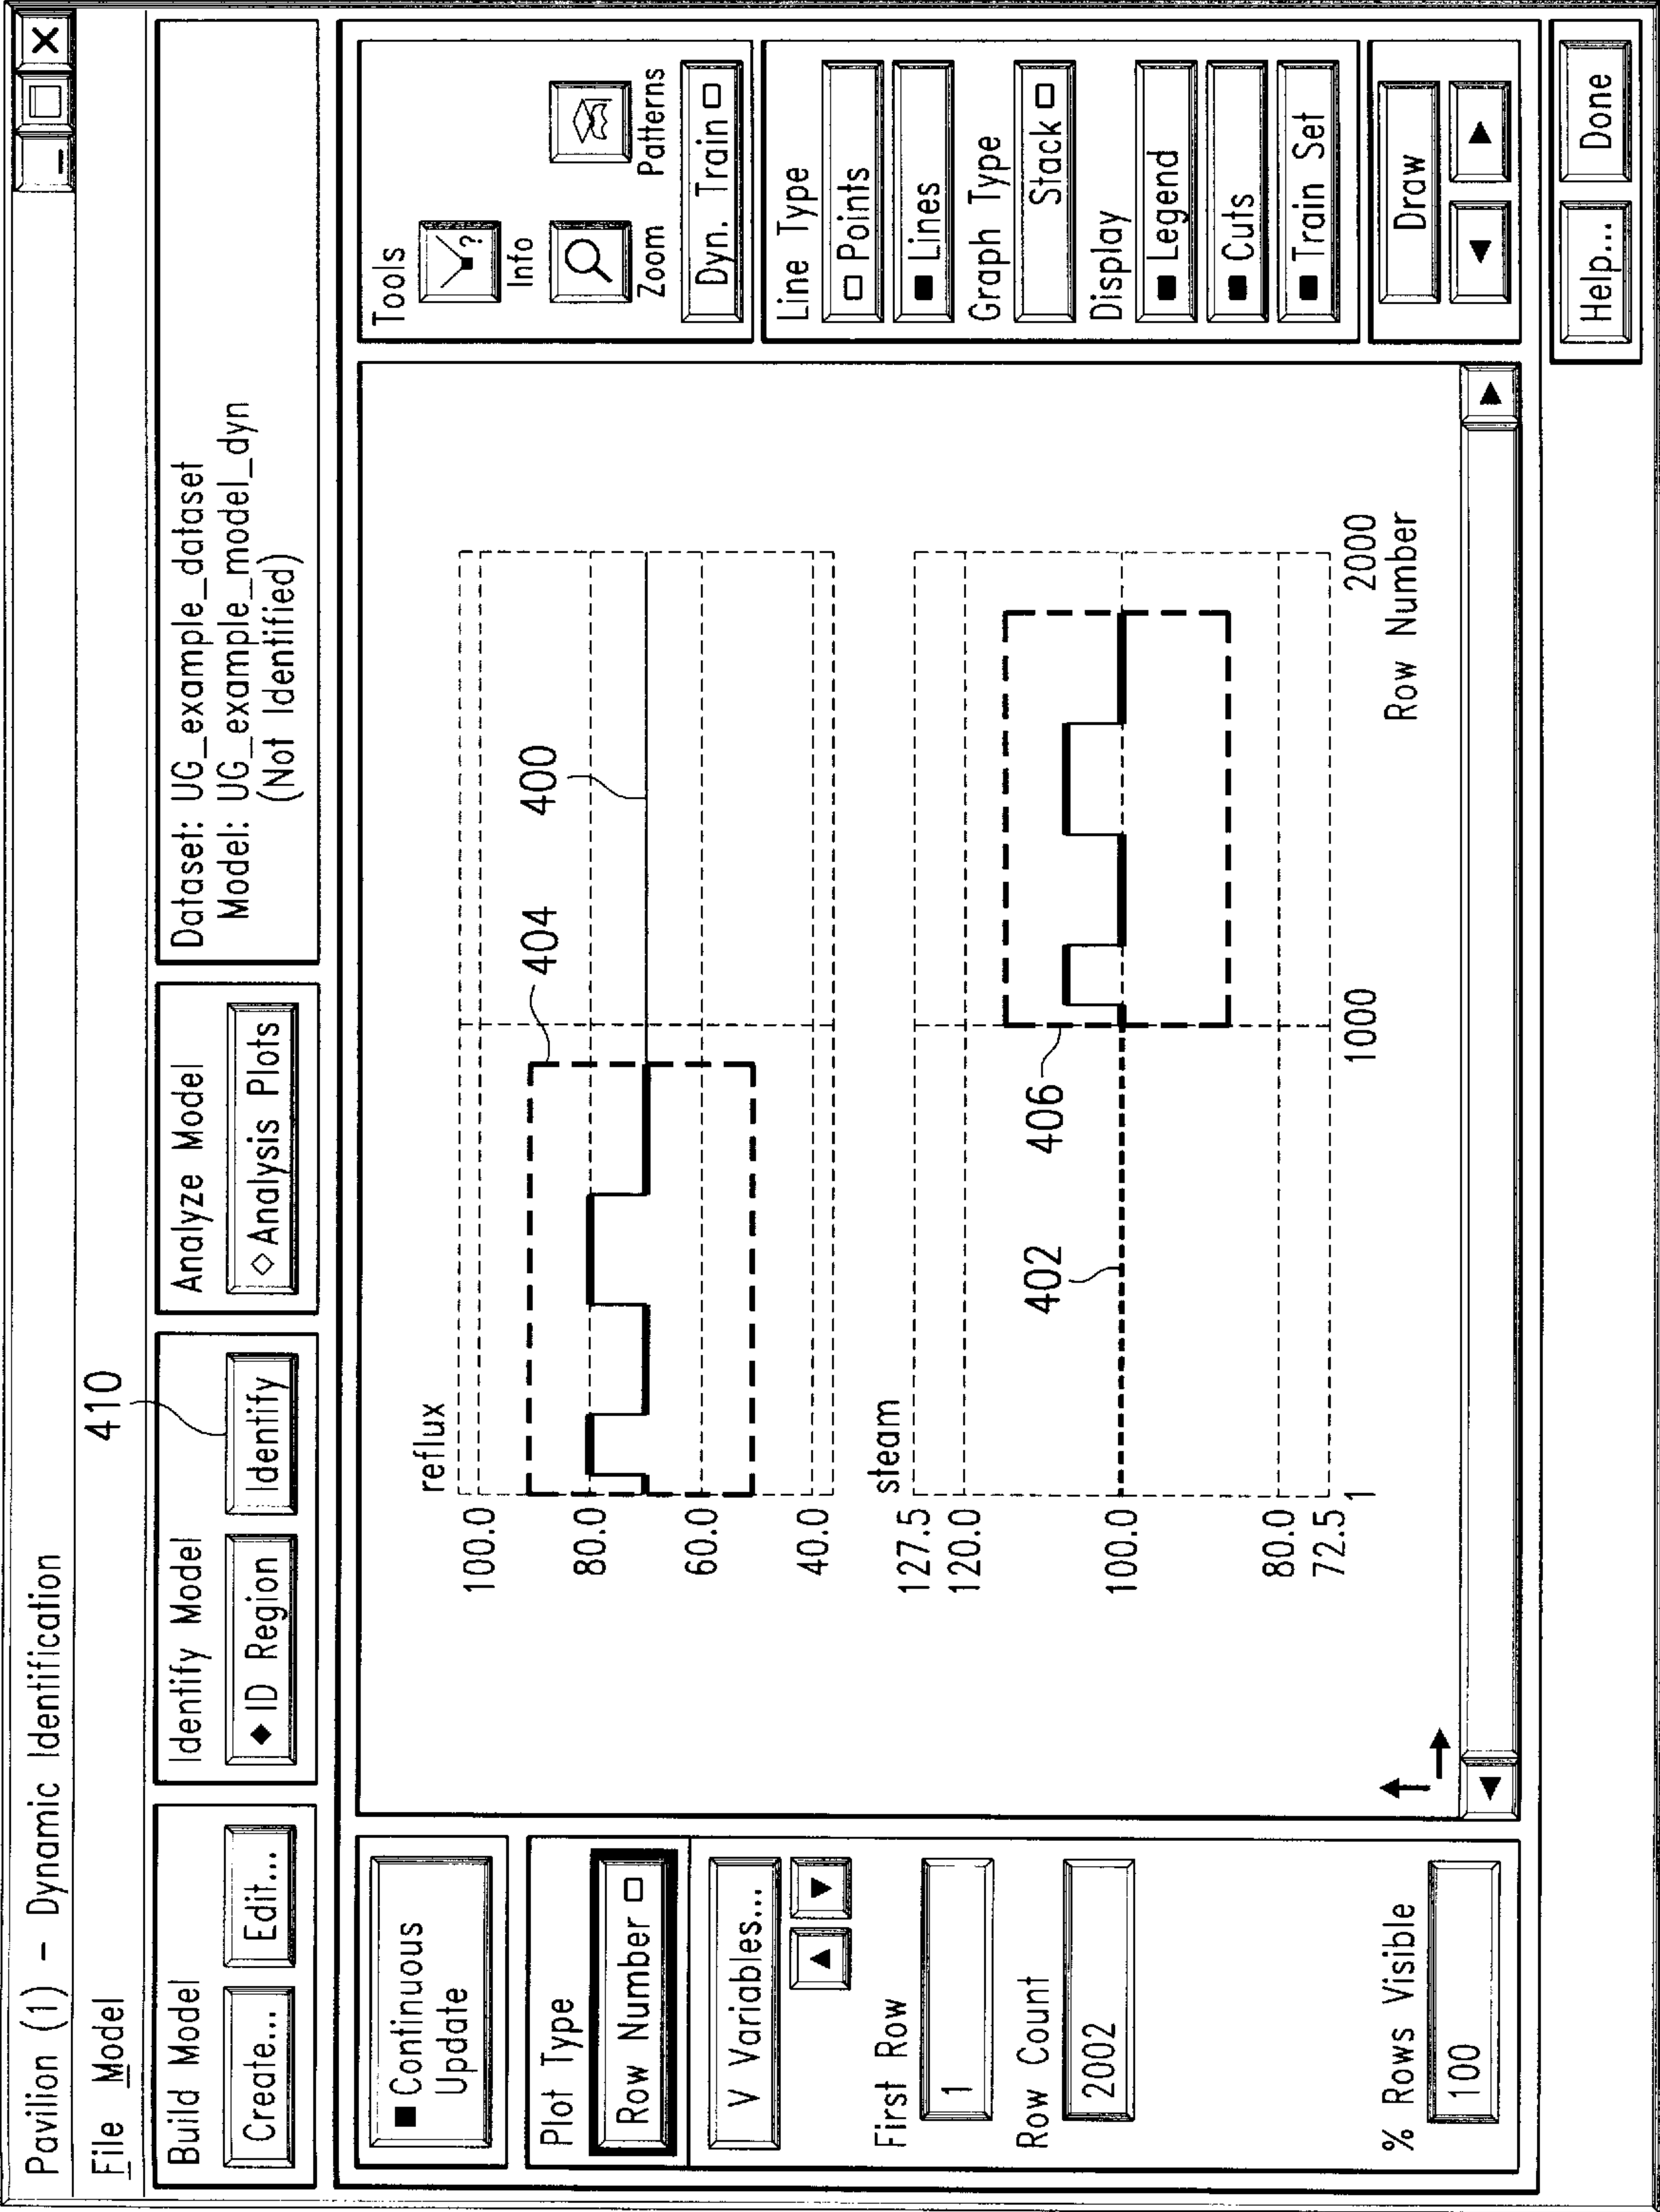 Pavilion (1) - Dynamic Identification
File Model
410
Build Model
Create...
Edit...
Identify Model
ID Region
Identify
Analyze Model
Analysis Plots
Dataset: UG_example_dataset
Model: UG_example_model_dyn
(Not Identified)
Continuous
Update
Plot Type
Row Number
V Variables...
First Row
1
Row Count
2002
% Rows Visible
100
reflux
100.0
80.0
60.0
40.0
404
400
steam
127.5
120.0
100.0
80.0
72.5
402
406
1
1000
2000
Row Number
Tools
?
Info
Zoom
Patterns
Dyn. Train
Line Type
Points
Lines
Graph Type
Stack
Display
Legend
Cuts
Train Set
Draw
Help...
Done